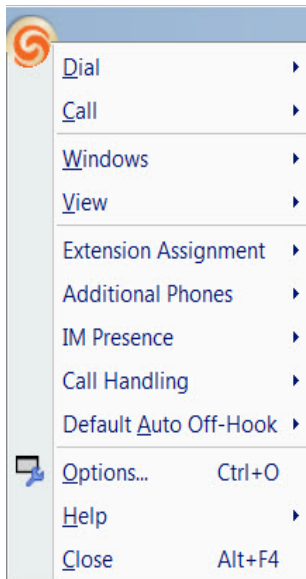 Dial
Call
Windows
View
Extension Assignment
Additional Phones
IM Presence
Call Handling
Default Auto Off-Hook
Options... Ctrl+O
Help
Close Alt+F4